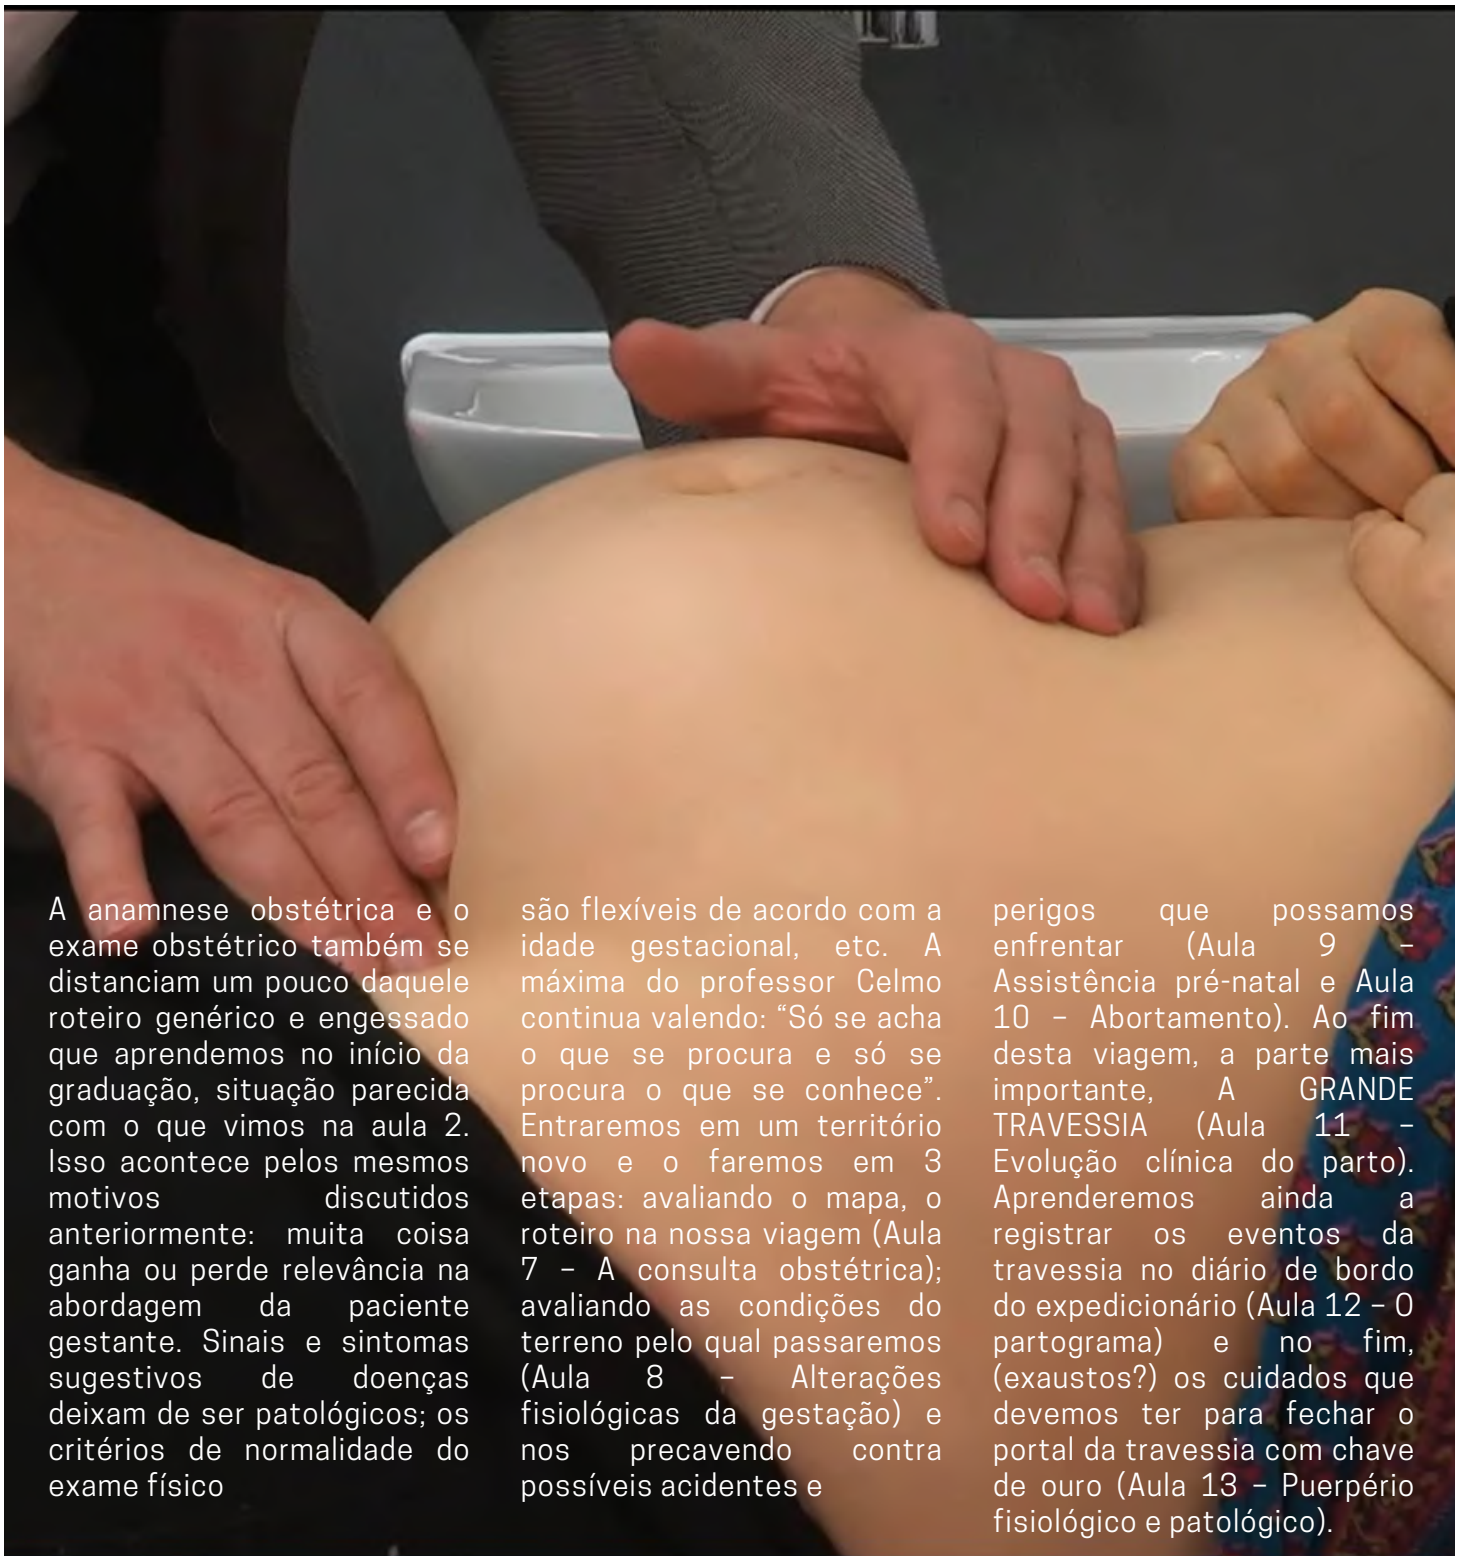 A anamnese obstétrica e o
exame obstétrico também se
distanciam um pouco daquele
roteiro genérico e engessado
que aprendemos no início da
graduação, situação parecida
com o que vimos na aula 2.
Isso acontece pelos mesmos
motivos discutidos
anteriormente: muita coisa
ganha ou perde relevância na
abordagem da paciente
gestante. Sinais e sintomas
sugestivos de doenças
deixam de ser patológicos; os
critérios de normalidade do
exame físico
são flexíveis de acordo com a
idade gestacional, etc. A
máxima do professor Celmo
continua valendo: “Só se acha
o que se procura e só se
procura o que se conhece”.
Entraremos em um território
novo e o faremos em 3
etapas: avaliando o mapa, o
roteiro na nossa viagem (Aula
7 – A consulta obstétrica);
avaliando as condições do
terreno pelo qual passaremos
(Aula 8 – Alterações
fisiológicas da gestação) e
nos precavendo contra
possíveis acidentes e
perigos que possamos
enfrentar (Aula 9 –
Assistência pré-natal e Aula
10 – Abortamento). Ao fim
desta viagem, a parte mais
importante, A GRANDE
TRAVESSIA (Aula 11 –
Evolução clínica do parto).
Aprenderemos ainda a
registrar os eventos da
travessia no diário de bordo
do expedicionário (Aula 12 – O
partograma) e no fim,
(exaustos?) os cuidados que
devemos ter para fechar o
portal da travessia com chave
de ouro (Aula 13 – Puerpério
fisiológico e patológico).